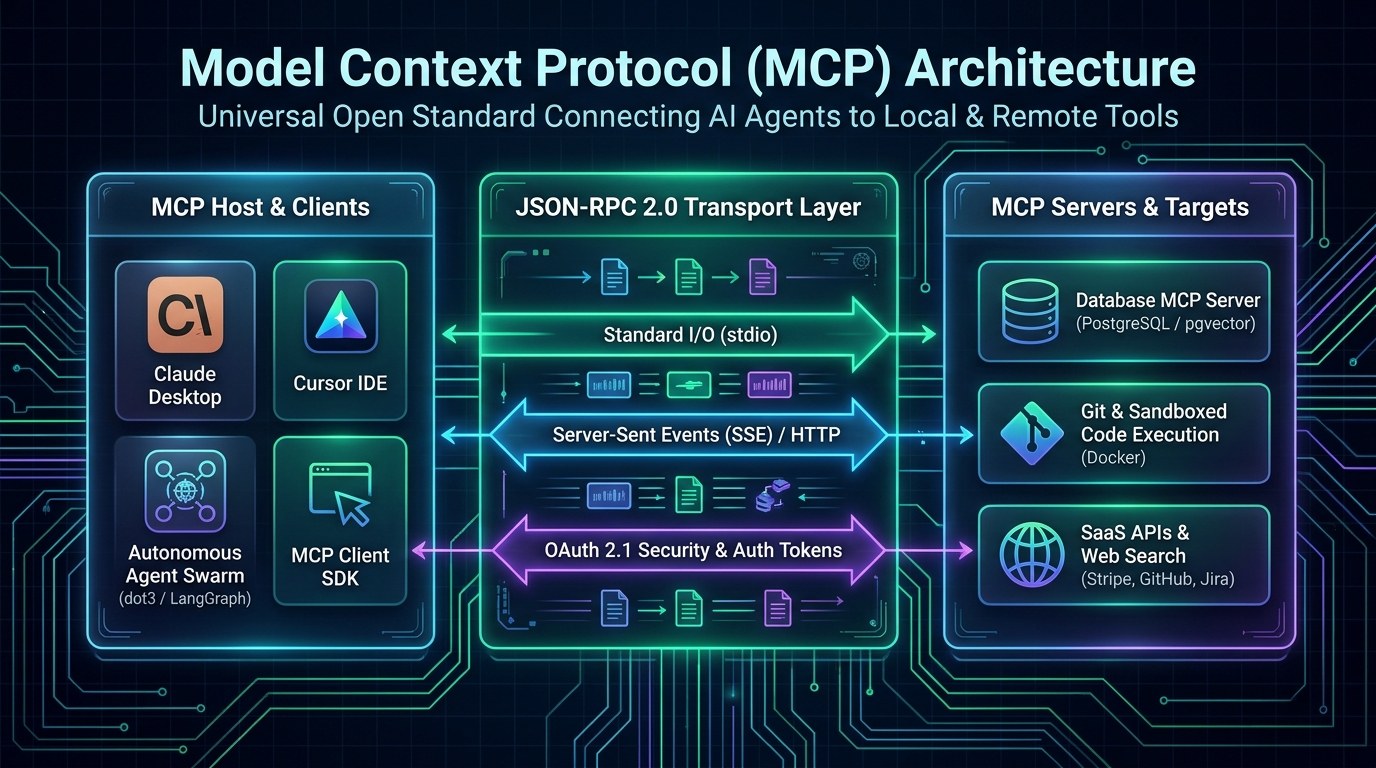 Model Context Protocol (MCP) Architecture
Universal Open Standard Connecting AI Agents to Local & Remote Tools
MCP Host & Clients
Claude
Desktop
Cursor IDE
Autonomous
Agent Swarm
(dot3 / LangGraph)
MCP Client
SDK
JSON-RPC 2.0 Transport Layer
Standard I/O (stdio)
Server-Sent Events (SSE) / HTTP
OAuth 2.1 Security & Auth Tokens
MCP Servers & Targets
Database MCP Server
(PostgreSQL / pgvector)
Git & Sandboxed
Code Execution
(Docker)
SaaS APIs &
Web Search
(Stripe, GitHub, Jira)